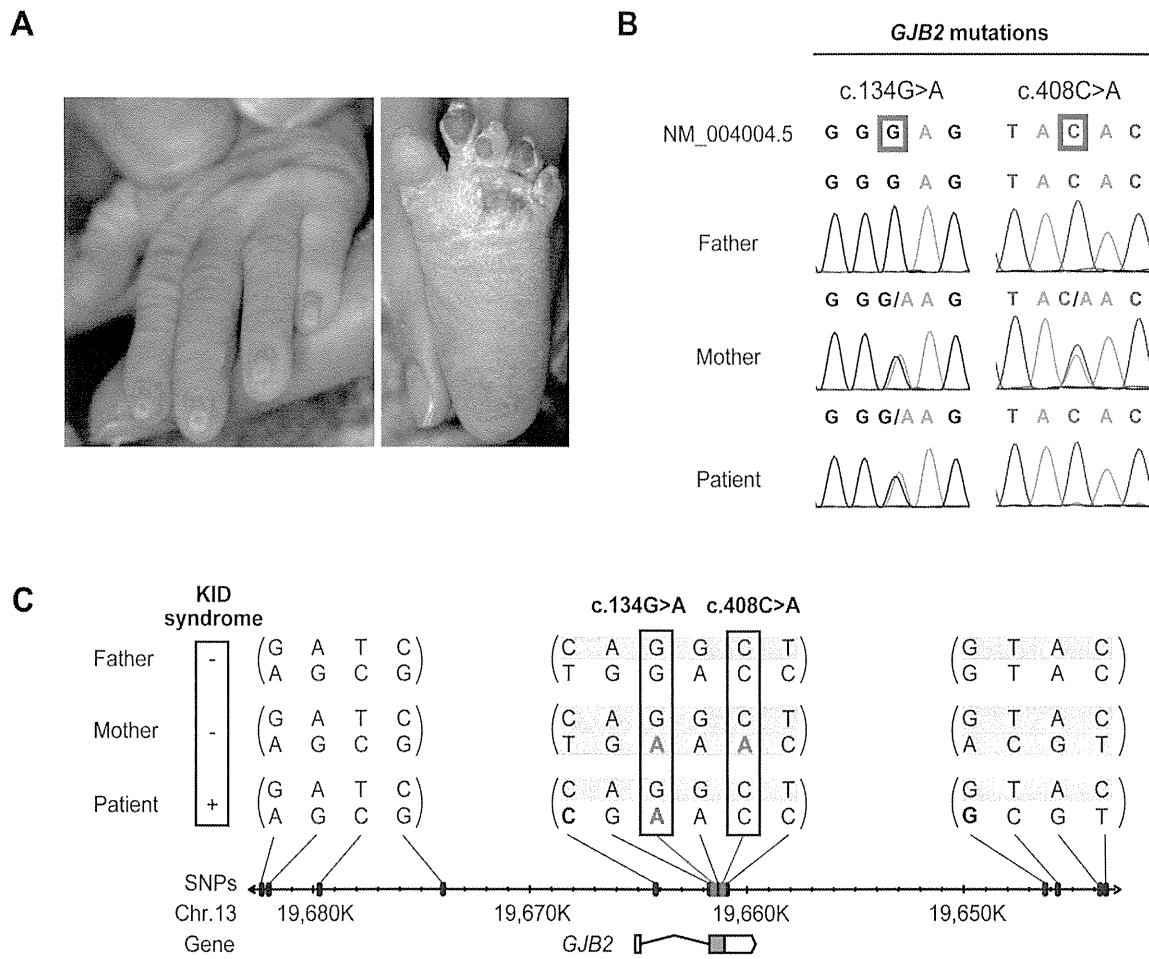 A
B
GJB2 mutations
c.134G>A c.408C>A
NM_004004.5 G G G A G T A C A C
G G G A G T A C A C
Father
G G G/A A G T A C/A A C
Mother
G G G/A A G T A C A C
Patient
C
KID syndrome
c.134G>A c.408C>A
Father - (G A T C) (C A G G C T) (G T A C)
(A G C G) (T G G A C C) (G T A C)
Mother - (G A T C) (C A G G C T) (G T A C)
(A G C G) (T G A A A C) (A C G T)
Patient + (G A T C) (C A G G C T) (G T A C)
(A G C G) (C G A A C C) (G C G T)
SNPs
Chr.13 19,680K 19,670K 19,660K 19,650K
Gene GJB2